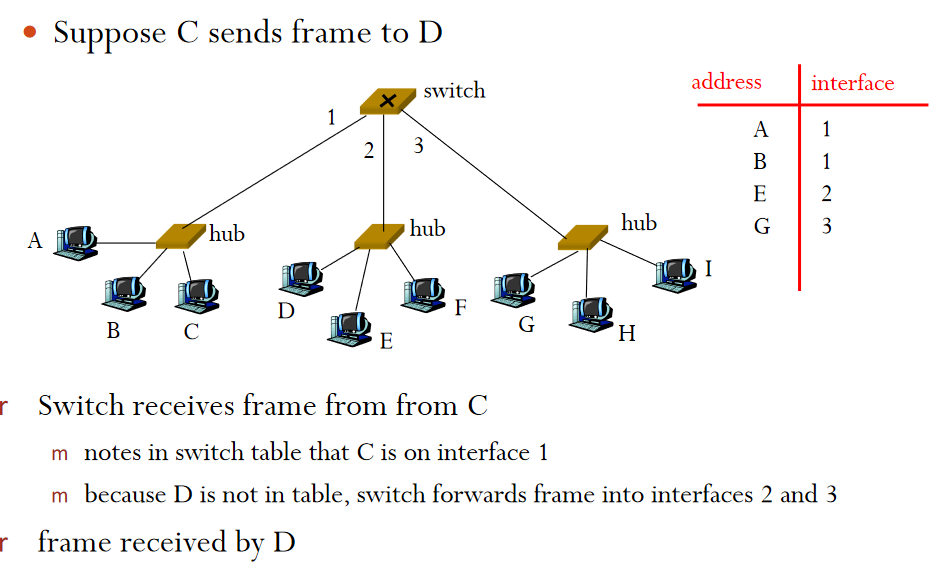 • Suppose C sends frame to D
switch
address interface
1
2 3
A 1
B 1
E 2
G 3
A hub hub hub
I
B C D E F G H
r Switch receives frame from from C
m notes in switch table that C is on interface 1
m because D is not in table, switch forwards frame into interfaces 2 and 3
r frame received by D